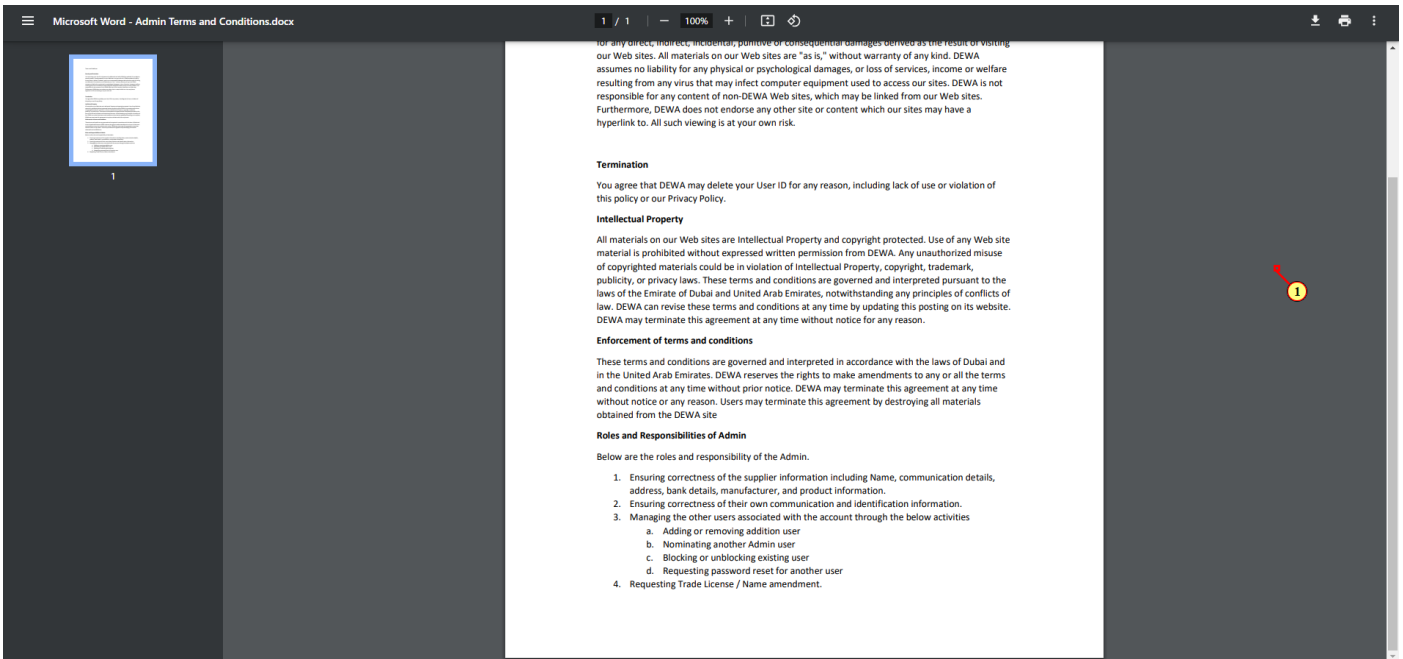 Microsoft Word - Admin Terms and Conditions.docx
1 / 1
100%
1
for any direct, indirect, incidental, punitive or consequential damages derived as the result of visiting
our Web sites. All materials on our Web sites are "as is," without warranty of any kind. DEWA
assumes no liability for any physical or psychological damages, or loss of services, income or welfare
resulting from any virus that may infect computer equipment used to access our sites. DEWA is not
responsible for any content of non-DEWA Web sites, which may be linked from our Web sites.
Furthermore, DEWA does not endorse any other site or content which our sites may have a
hyperlink to. All such viewing is at your own risk.
Termination
You agree that DEWA may delete your User ID for any reason, including lack of use or violation of
this policy or our Privacy Policy.
Intellectual Property
All materials on our Web sites are Intellectual Property and copyright protected. Use of any Web site
material is prohibited without expressed written permission from DEWA. Any unauthorized misuse
of copyrighted materials could be in violation of Intellectual Property, copyright, trademark,
publicity, or privacy laws. These terms and conditions are governed and interpreted pursuant to the
laws of the Emirate of Dubai and United Arab Emirates, notwithstanding any principles of conflicts of
law. DEWA can revise these terms and conditions at any time by updating this posting on its website.
DEWA may terminate this agreement at any time without notice for any reason.
Enforcement of terms and conditions
These terms and conditions are governed and interpreted in accordance with the laws of Dubai and
in the United Arab Emirates. DEWA reserves the rights to make amendments to any or all the terms
and conditions at any time without prior notice. DEWA may terminate this agreement at any time
without notice or any reason. Users may terminate this agreement by destroying all materials
obtained from the DEWA site
Roles and Responsibilities of Admin
Below are the roles and responsibility of the Admin.
1. Ensuring correctness of the supplier information including Name, communication details,
address, bank details, manufacturer, and product information.
2. Ensuring correctness of their own communication and identification information.
3. Managing the other users associated with the account through the below activities
a. Adding or removing addition user
b. Nominating another Admin user
c. Blocking or unblocking existing user
d. Requesting password reset for another user
4. Requesting Trade License / Name amendment.
1